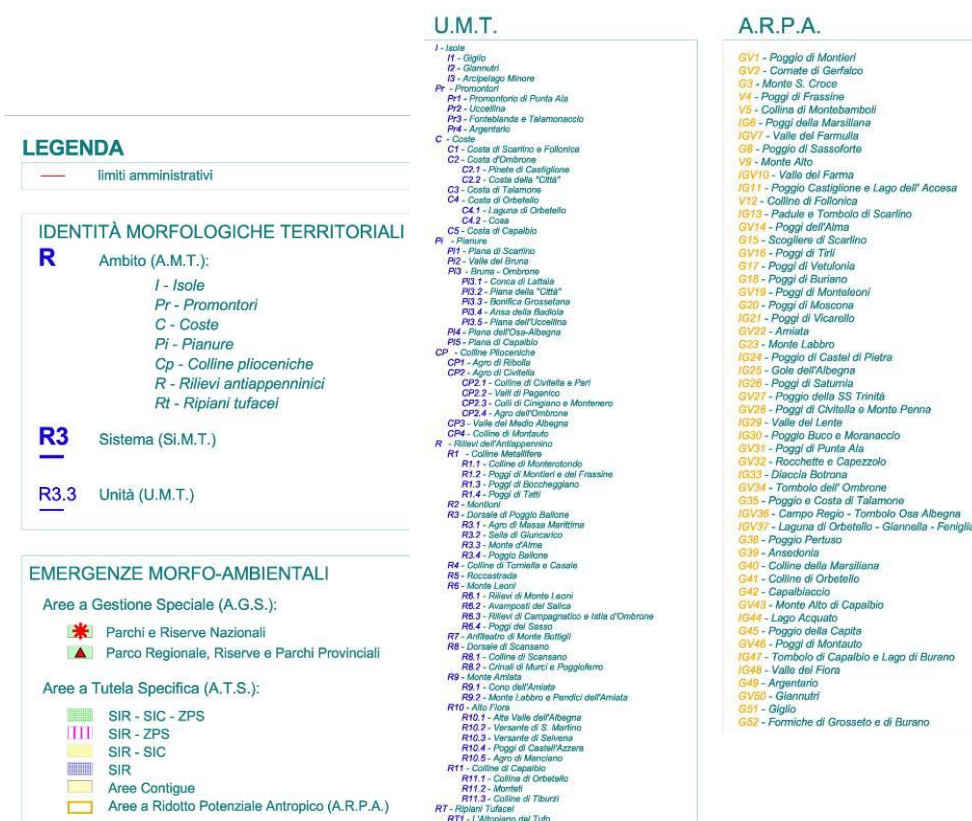 LEGENDA
limiti amministrativi
IDENTITÀ MORFOLOGICHE TERRITORIALI
R Ambito (A.M.T.):
I - Isole
Pr - Promontori
C - Coste
Pi - Pianure
Cp - Colline plioceniche
R - Rilievi antiappenninici
Rt - Ripiani tufacei
R3 Sistema (Si.M.T.)
R3.3 Unità (U.M.T.)
EMERGENZE MORFO-AMBIENTALI
Aree a Gestione Speciale (A.G.S.):
Parchi e Riserve Nazionali
Parco Regionale, Riserve e Parchi Provinciali
Aree a Tutela Specifica (A.T.S.):
SIR - SIC - ZPS
SIR - ZPS
SIR - SIC
SIR
Aree Contigue
Aree a Ridotto Potenziale Antropico (A.R.P.A.)
U.M.T.
I - Isole
I1 - Giglio
I2 - Giannutri
I3 - Arcipelago Minore
Pr - Promontori
Pr1 - Promontorio di Punta Ala
Pr2 - Uccellina
Pr3 - Fonteblanda e Talamonaccio
Pr4 - Argentario
C - Coste
C1 - Costa di Scarlino e Follonica
C2 - Costa d'Ombrone
C2.1 - Pinete di Castiglione
C2.2 - Costa della "Città"
C3 - Costa di Talamone
C4 - Costa di Orbetello
C4.1 - Laguna di Orbetello
C4.2 - Cosa
C5 - Costa di Capalbio
Pi - Pianure
Pi1 - Piana di Scarlino
Pi2 - Valle del Bruna
Pi3 - Bruna - Ombrone
Pi3.1 - Conca di Lattaia
Pi3.2 - Piana della "Città"
Pi3.3 - Bonifica Grossetana
Pi3.4 - Ansa della Badiola
Pi3.5 - Piana dell'Uccellina
Pi4 - Piana dell'Osa-Albegna
Pi5 - Piana di Capalbio
CP - Colline Plioceniche
CP1 - Agro di Ribolla
CP2 - Agro di Civitella
CP2.1 - Colline di Civitella e Pari
CP2.2 - Valli di Paganico
CP2.3 - Colli di Cinigiano e Montenero
CP2.4 - Agro dell'Ombrone
CP3 - Valle del Medio Albegna
CP4 - Colline di Montauto
R - Rilievi dell'Antiappennino
R1 - Colline Metallifere
R1.1 - Colline di Monterotondo
R1.2 - Poggi di Montieri e del Frassine
R1.3 - Poggi di Boccheggiano
R1.4 - Poggi di Tatti
R2 - Montioni
R3 - Dorsale di Poggio Ballone
R3.1 - Agro di Massa Marittima
R3.2 - Sella di Giuncarico
R3.3 - Monte d'Alma
R3.4 - Poggio Ballone
R4 - Colline di Torniella e Casale
R5 - Roccastrada
R6 - Monte Leoni
R6.1 - Rilievi di Monte Leoni
R6.2 - Avamposti del Salica
R6.3 - Rilievi di Campagnatico e Istia d'Ombrone
R6.4 - Poggi del Sasso
R7 - Anfiteatro di Monte Bottigli
R8 - Dorsale di Scansano
R8.1 - Colline di Scansano
R8.2 - Crinali di Murci e Poggioferro
R9 - Monte Amiata
R9.1 - Cono dell'Amiata
R9.2 - Monte Labbro e Pendici dell'Amiata
R10 - Alto Flora
R10.1 - Alta Valle dell'Albegna
R10.2 - Versante di S. Martino
R10.3 - Versante di Selvena
R10.4 - Poggi di Castell'Azzera
R10.5 - Agro di Manciano
R11 - Colline di Capalbio
R11.1 - Colline di Orbetello
R11.2 - Monteti
R11.3 - Colline di Tiburzi
RT - Ripiani Tufacei
RT1 - L'Altopiano del Tufo
A.R.P.A.
GV1 - Poggio di Montieri
GV2 - Cornate di Gerfalco
G3 - Monte S. Croce
V4 - Poggi di Frassine
V5 - Collina di Montebamboli
IG6 - Poggi della Marsiliana
IGV7 - Valle del Farmulla
G8 - Poggio di Sassoforte
V9 - Monte Alto
IGV10 - Valle del Farma
IG11 - Poggio Castiglione e Lago dell' Accesa
V12 - Colline di Follonica
IG13 - Padule e Tombolo di Scarlino
GV14 - Poggi dell'Alma
G15 - Scogliere di Scarlino
GV16 - Poggi di Tirli
G17 - Poggi di Vetulonia
G18 - Poggi di Buriano
GV19 - Poggi di Monteleoni
G20 - Poggi di Moscona
IG21 - Poggi di Vicarello
GV22 - Amiata
G23 - Monte Labbro
IG24 - Poggio di Castel di Pietra
IG25 - Gole dell'Albegna
IG26 - Poggi di Saturnia
GV27 - Poggio della SS Trinità
GV28 - Poggi di Civitella e Monte Penna
IG29 - Valle del Lente
IG30 - Poggio Buco e Moranaccio
GV31 - Poggi di Punta Ala
GV32 - Rocchette e Capezzolo
IG33 - Diaccia Botrona
GV34 - Tombolo dell' Ombrone
G35 - Poggio e Costa di Talamone
IGV36 - Campo Regio - Tombolo Osa Albegna
IGV37 - Laguna di Orbetello - Giannella - Feniglia
G38 - Poggio Pertuso
G39 - Ansedonia
G40 - Colline della Marsiliana
G41 - Colline di Orbetello
G42 - Capalbiaccio
GV43 - Monte Alto di Capalbio
IG44 - Lago Acquato
G45 - Poggio della Capita
GV46 - Poggi di Montauto
IG47 - Tombolo di Capalbio e Lago di Burano
IG48 - Valle del Fiora
G49 - Argentario
GV50 - Giannutri
G51 - Giglio
G52 - Formiche di Grosseto e di Burano